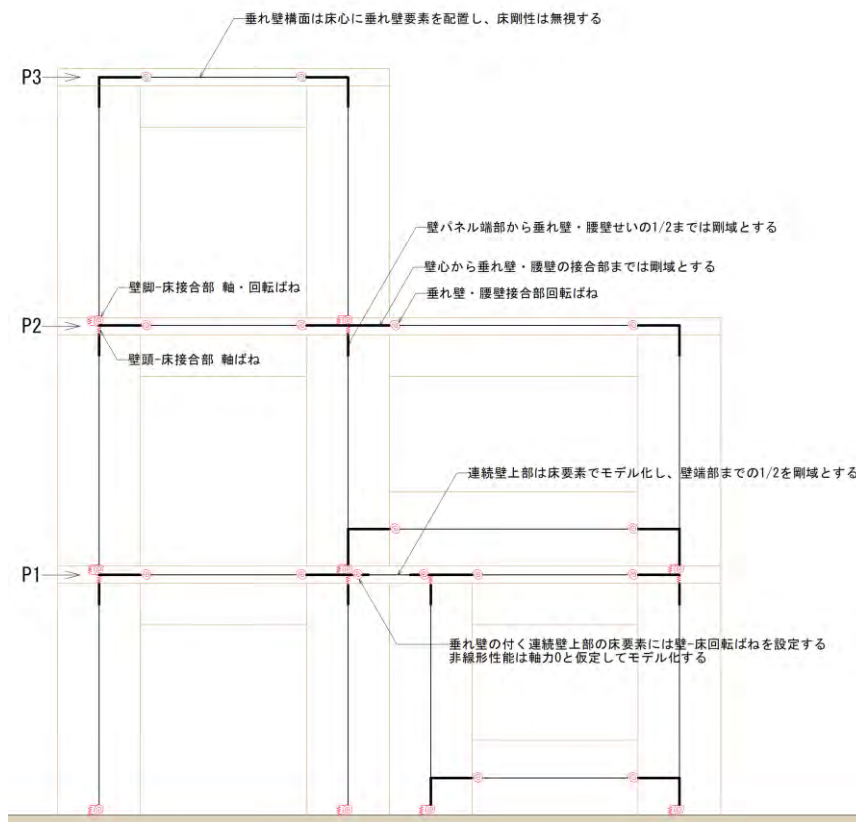 垂れ壁構面は床心に垂れ壁要素を配置し、床剛性は無視する
P3
壁パネル端部から垂れ壁・腰壁せいの1/2までは剛域とする
壁心から垂れ壁・腰壁の接合部までは剛域とする
壁脚-床接合部 軸・回転ばね
垂れ壁・腰壁接合部回転ばね
P2
壁頭-床接合部 軸ばね
連続壁上部は床要素でモデル化し、壁端部までの1/2を剛域とする
P1
垂れ壁の付く連続壁上部の床要素には壁-床回転ばねを設定する
非線形性能は軸力0と仮定してモデル化する